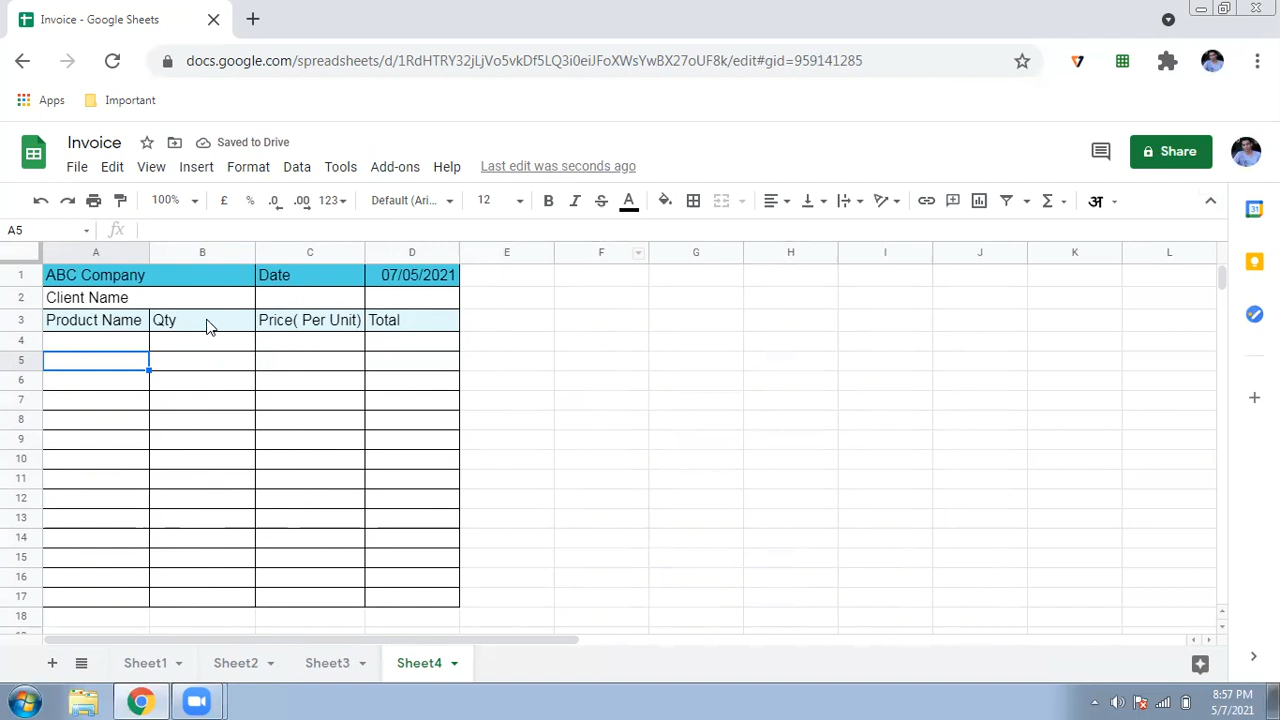 Invoice - Google Sheets
docs.google.com/spreadsheets/d/1RdHTRY32jLjVo5rkDf5LQ3i0eiJFoXWsYwBX27oUF8k/edit#gid=959141285
Apps Important
Invoice Saved to Drive
File Edit View Insert Format Data Tools Add-ons Help Last edit was seconds ago
Share
100% £ % .0 .00 123 Default (Ari... 12 B I S A Σ अ
A5 fx
A B C D E F G H I J K L
1 ABC Company Date 07/05/2021
2 Client Name
3 Product Name Qty Price( Per Unit) Total
4
5
6
7
8
9
10
11
12
13
14
15
16
17
18
Sheet1 Sheet2 Sheet3 Sheet4
8:57 PM
5/7/2021